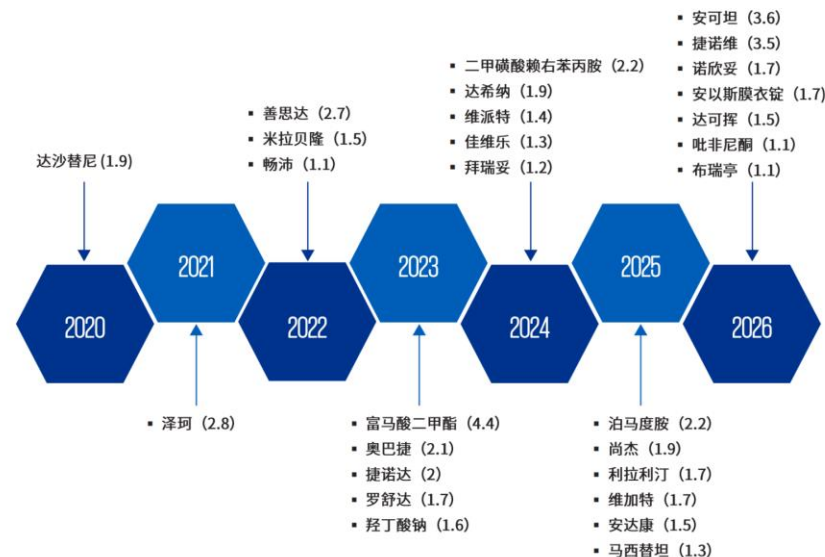 达沙替尼 (1.9)
2020
2021
▪ 泽珂（2.8）
▪ 善思达（2.7）
▪ 米拉贝隆（1.5）
▪ 畅沛（1.1）
2022
2023
▪ 富马酸二甲酯（4.4）
▪ 奥巴捷（2.1）
▪ 捷诺达（2）
▪ 罗舒达（1.7）
▪ 羟丁酸钠（1.6）
▪ 二甲磺酸赖右苯丙胺（2.2）
▪ 达希纳（1.9）
▪ 维派特（1.4）
▪ 佳维乐（1.3）
▪ 拜瑞妥（1.2）
2024
2025
▪ 泊马度胺（2.2）
▪ 尚杰（1.9）
▪ 利拉利汀（1.7）
▪ 维加特（1.7）
▪ 安达康（1.5）
▪ 马西替坦（1.3）
▪ 安可坦（3.6）
▪ 捷诺维（3.5）
▪ 诺欣妥（1.7）
▪ 安以斯膜衣锭（1.7）
▪ 达可挥（1.5）
▪ 吡非尼酮（1.1）
▪ 布瑞亭（1.1）
2026